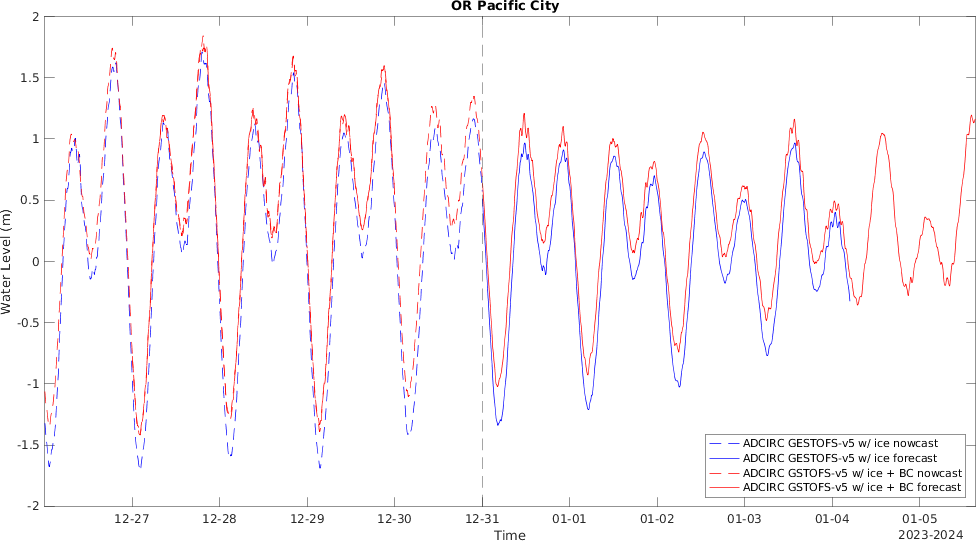 OR Pacific City
2
1.5
1
0.5
0
-0.5
-1
-1.5
-2
Water Level (m)
12-27
12-28
12-29
12-30
12-31
01-01
01-02
01-03
01-04
01-05
Time
2023-2024
ADCIRC GESTOFS-v5 w/ ice nowcast
ADCIRC GESTOFS-v5 w/ ice forecast
ADCIRC GSTOFS-v5 w/ ice + BC nowcast
ADCIRC GSTOFS-v5 w/ ice + BC forecast